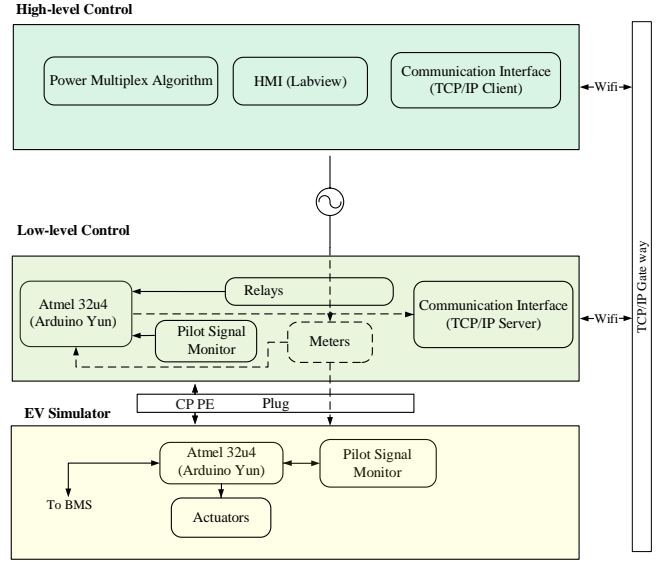 High-level Control
Power Multiplex Algorithm
HMI (Labview)
Communication Interface
(TCP/IP Client)
Wifi
TCP/IP Gate way
Low-level Control
Atmel 32u4
(Arduino Yun)
Relays
Pilot Signal
Monitor
Meters
Communication Interface
(TCP/IP Server)
Wifi
CP PE
Plug
EV Simulator
Atmel 32u4
(Arduino Yun)
Pilot Signal
Monitor
To BMS
Actuators